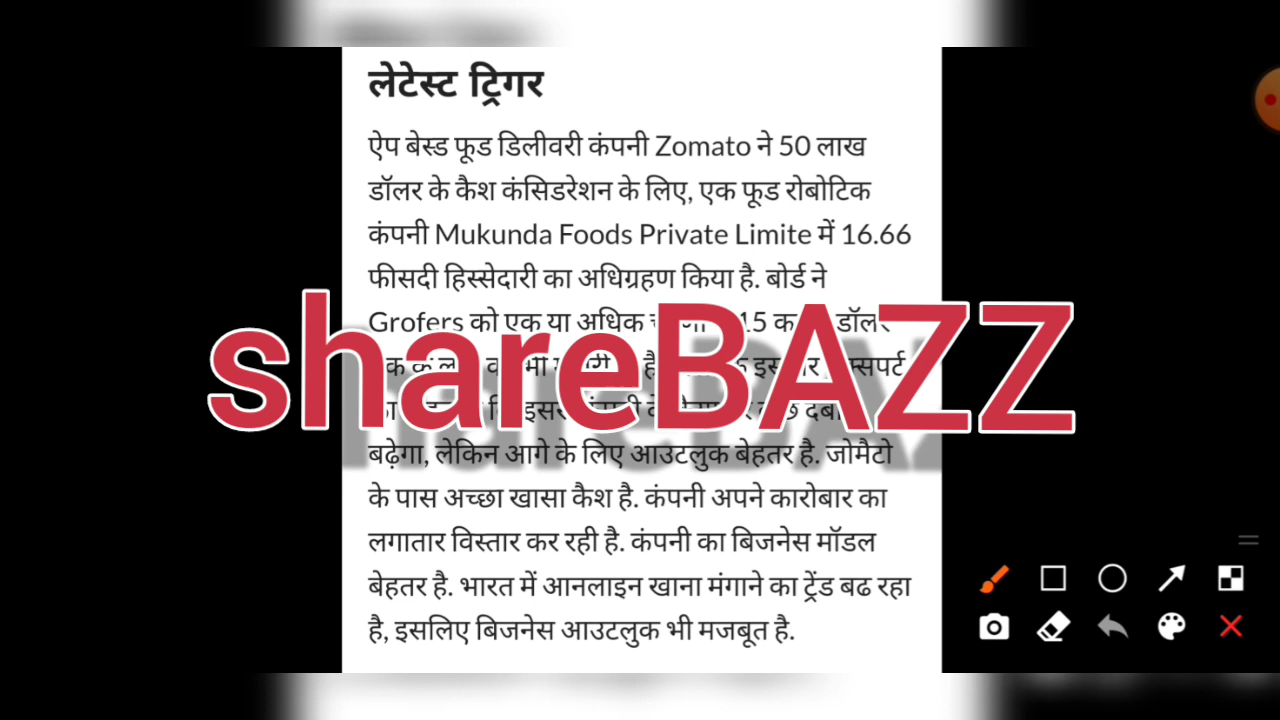 लेटेस्ट ट्रिगर
ऐप बेस्ड फूड डिलीवरी कंपनी Zomato ने 50 लाख
डॉलर के कैश कंसिडरेशन के लिए, एक फूड रोबोटिक
कंपनी Mukunda Foods Private Limite में 16.66
फीसदी हिस्सेदारी का अधिग्रहण किया है. बोर्ड ने
Grofers को एक या अधिक 15 डॉलर
shareBAZZ
बढ़ेगा, लेकिन आगे के लिए आउटलुक बेहतर है. जोमैटो
के पास अच्छा खासा कैश है. कंपनी अपने कारोबार का
लगातार विस्तार कर रही है. कंपनी का बिजनेस मॉडल
बेहतर है. भारत में आनलाइन खाना मंगाने का ट्रेंड बढ रहा
है, इसलिए बिजनेस आउटलुक भी मजबूत है.